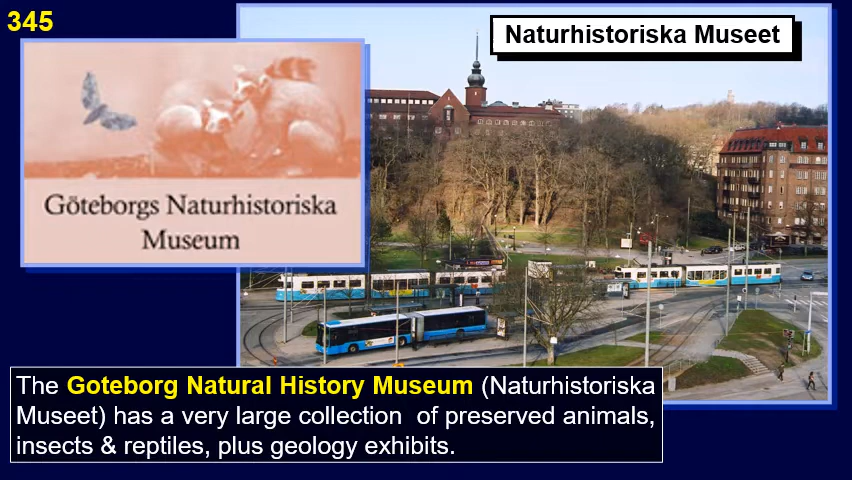 345
Naturhistoriska Museet
Göteborgs Naturhistoriska
Museum
The Goteborg Natural History Museum (Naturhistoriska
Museet) has a very large collection of preserved animals,
insects & reptiles, plus geology exhibits.